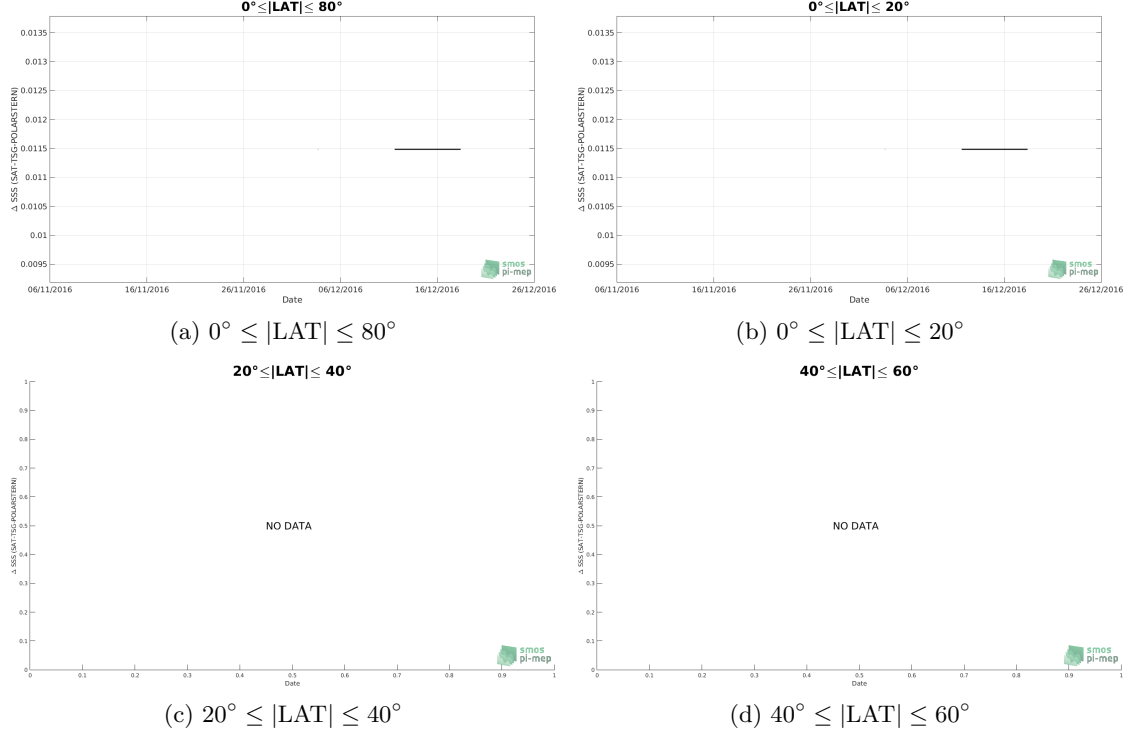 0°≤|LAT|≤ 80°
Δ SSS (SAT-TSG-POLARSTERN)
0.0135
0.013
0.0125
0.012
0.0115
0.011
0.0105
0.01
0.0095
06/11/2016 16/11/2016 26/11/2016 06/12/2016 16/12/2016 26/12/2016
Date
smos
pi-mep
(a) 0° ≤ |LAT| ≤ 80°
0°≤|LAT|≤ 20°
Δ SSS (SAT-TSG-POLARSTERN)
0.0135
0.013
0.0125
0.012
0.0115
0.011
0.0105
0.01
0.0095
06/11/2016 16/11/2016 26/11/2016 06/12/2016 16/12/2016 26/12/2016
Date
smos
pi-mep
(b) 0° ≤ |LAT| ≤ 20°
20°≤|LAT|≤ 40°
Δ SSS (SAT-TSG-POLARSTERN)
1
0.9
0.8
0.7
0.6
0.5
0.4
0.3
0.2
0.1
0
NO DATA
0 0.1 0.2 0.3 0.4 0.5 0.6 0.7 0.8 0.9 1
Date
smos
pi-mep
(c) 20° ≤ |LAT| ≤ 40°
40°≤|LAT|≤ 60°
Δ SSS (SAT-TSG-POLARSTERN)
1
0.9
0.8
0.7
0.6
0.5
0.4
0.3
0.2
0.1
0
NO DATA
0 0.1 0.2 0.3 0.4 0.5 0.6 0.7 0.8 0.9 1
Date
smos
pi-mep
(d) 40° ≤ |LAT| ≤ 60°